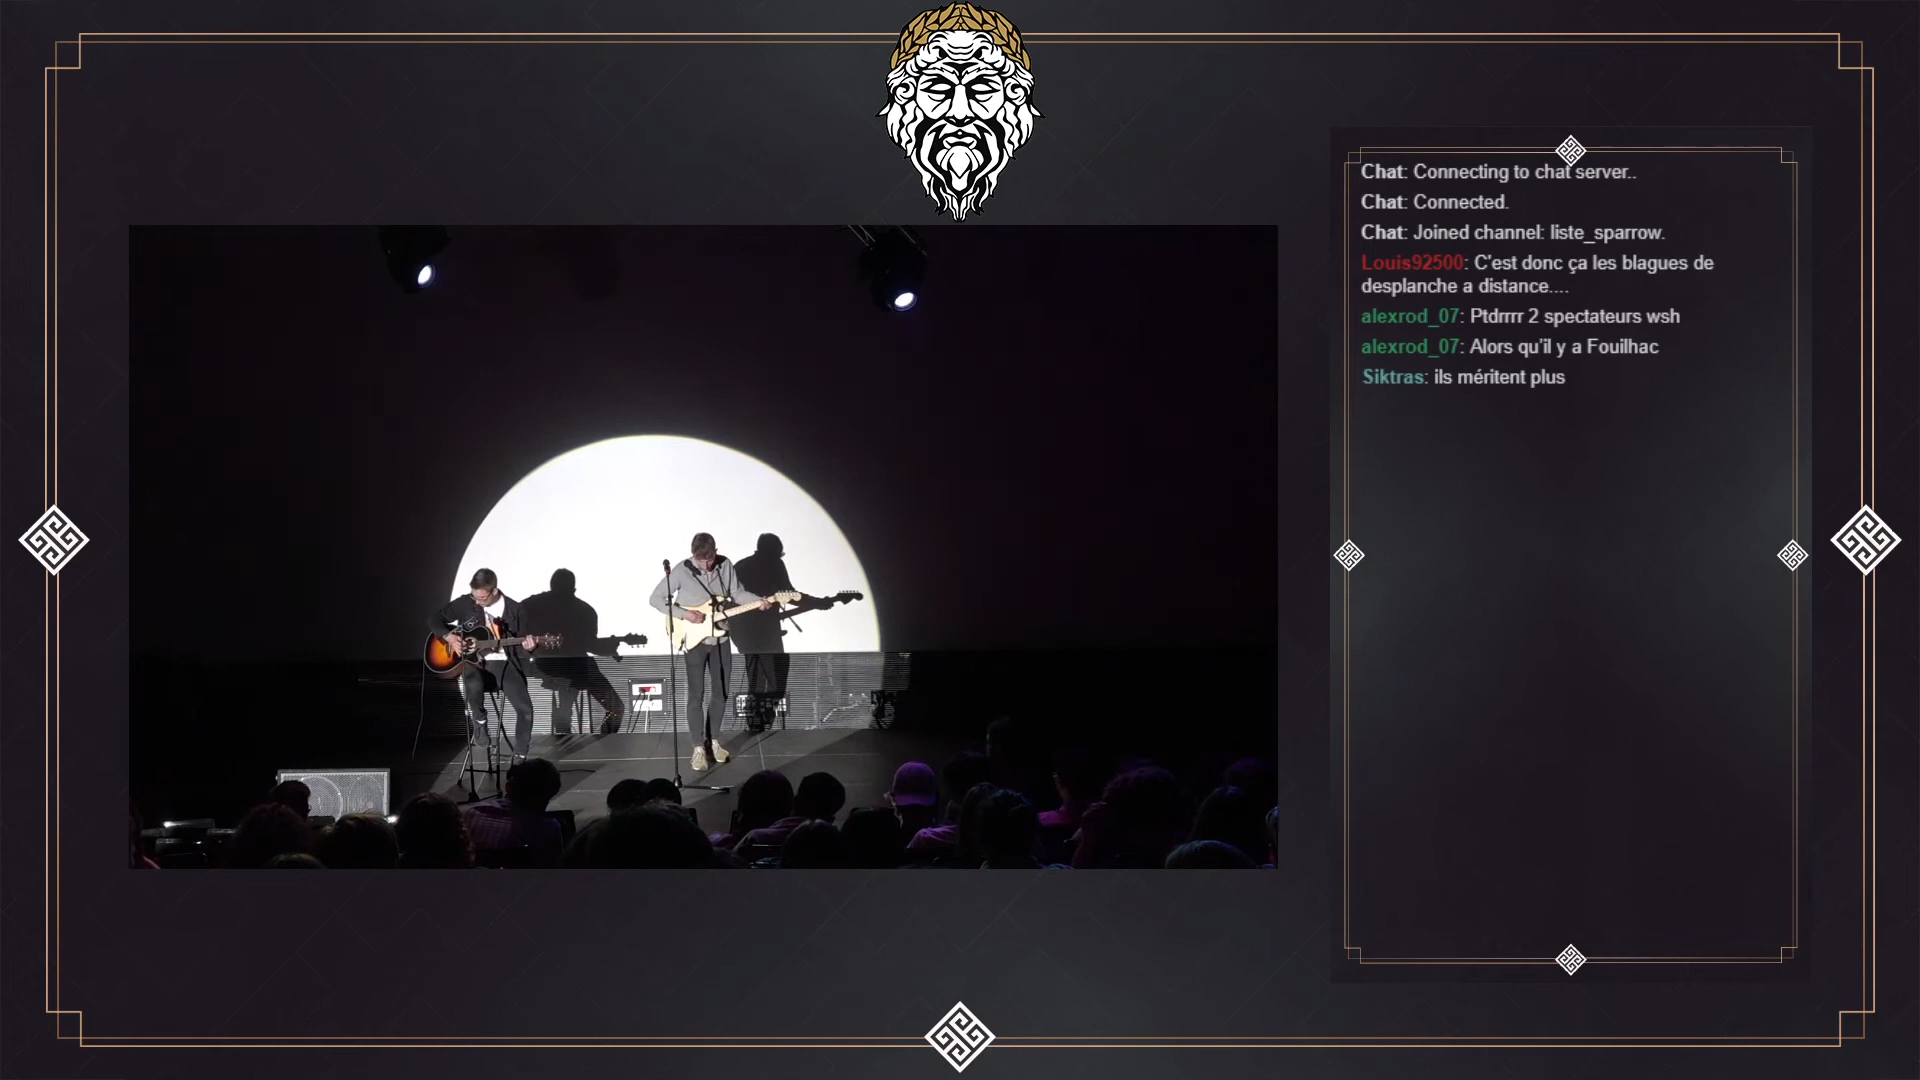 Chat: Connecting to chat server..
Chat: Connected.
Chat: Joined channel: liste_sparrow.
Louis92500: C'est donc ça les blagues de
desplanche a distance....
alexrod_07: Ptdrrrr 2 spectateurs wsh
alexrod_07: Alors qu'il y a Fouilhac
Siktras: ils méritent plus